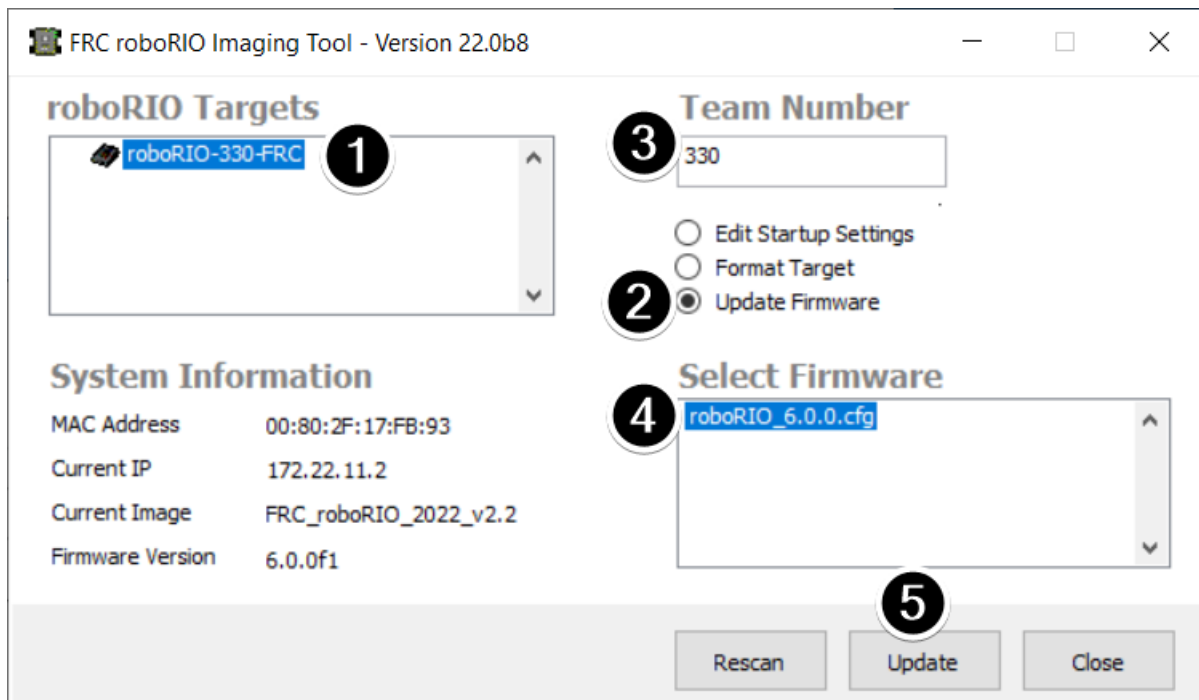 FRC roboRIO Imaging Tool - Version 22.0b8
roboRIO Targets
roboRIO-330-FRC
1
Team Number
3
330
Edit Startup Settings
Format Target
2
Update Firmware
System Information
MAC Address 00:80:2F:17:FB:93
Current IP 172.22.11.2
Current Image FRC_roboRIO_2022_v2.2
Firmware Version 6.0.0f1
Select Firmware
4
roboRIO_6.0.0.cfg
5
Rescan Update Close